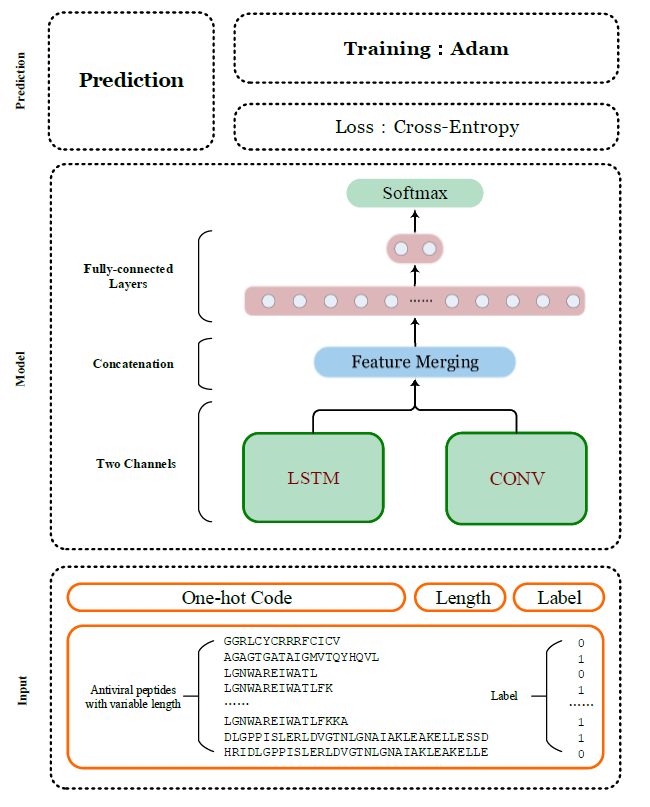 Prediction
Prediction
Training : Adam
Loss : Cross-Entropy
Model
Softmax
Fully-connected
Layers
......
Concatenation
Feature Merging
Two Channels
LSTM
CONV
Input
One-hot Code
Length
Label
Antiviral peptides
with variable length
GGRLCYCRRRFCICV
AGAGTGATAIGMVTQYHQVL
LGNWAREIWATL
LGNWAREIWATLFK
......
LGNWAREIWATLFKKA
DLGPPISLERLDVGTNLGNAIAKLEAKELLESSD
HRIDLGPPISLERLDVGTNLGNAIAKLEAKELLE
Label
0
1
0
1
......
1
1
0